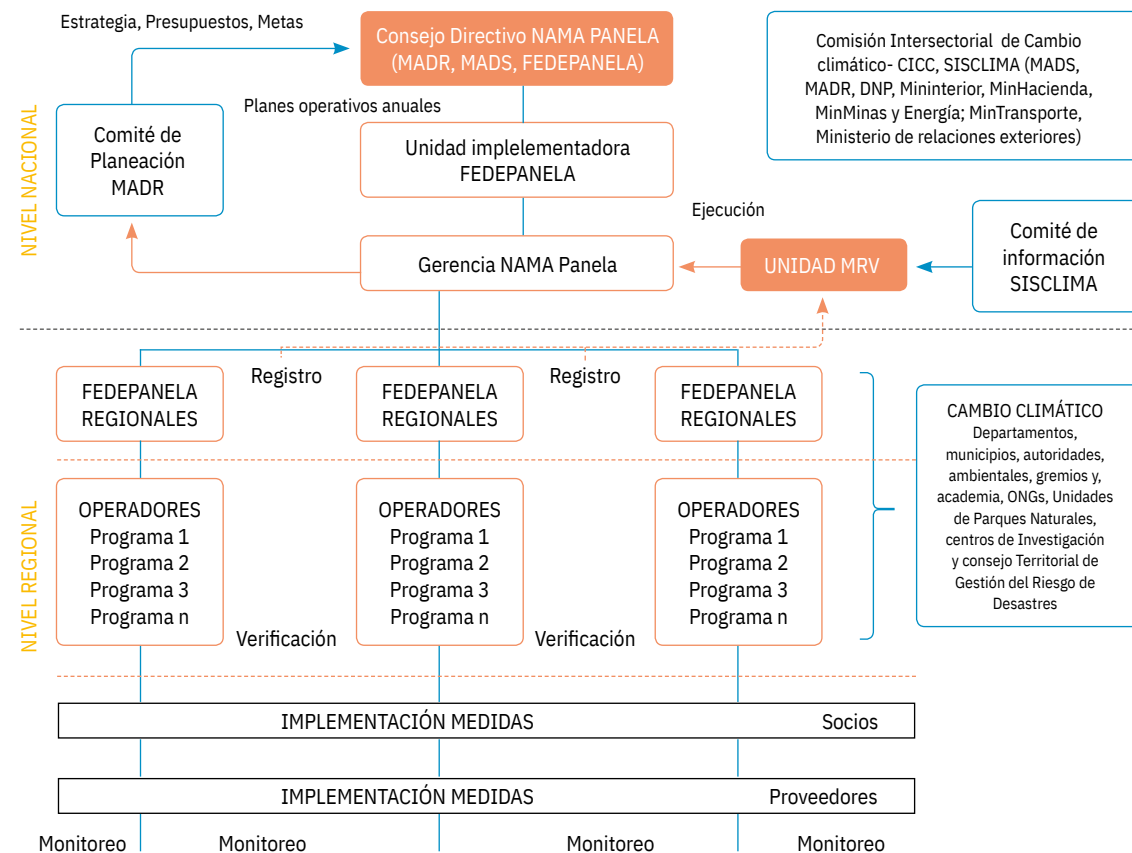 Estrategia, Presupuestos, Metas
Consejo Directivo NAMA PANELA
(MADR, MADS, FEDEPANELA)
Comisión Intersectorial de Cambio
climático- CICC, SISCLIMA (MADS,
MADR, DNP, Mininterior, MinHacienda,
MinMinas y Energía; MinTransporte,
Ministerio de relaciones exteriores)
NIVEL NACIONAL
Planes operativos anuales
Comité de
Planeación
MADR
Unidad implelementadora
FEDEPANELA
Ejecución
Gerencia NAMA Panela
UNIDAD MRV
Comité de
información
SISCLIMA
NIVEL REGIONAL
FEDEPANELA
REGIONALES
Registro
FEDEPANELA
REGIONALES
Registro
FEDEPANELA
REGIONALES
CAMBIO CLIMÁTICO
Departamentos,
municipios, autoridades,
ambientales, gremios y,
academia, ONGs, Unidades
de Parques Naturales,
centros de Investigación
y consejo Territorial de
Gestión del Riesgo de
Desastres
OPERADORES
Programa 1
Programa 2
Programa 3
Programa n
Verificación
OPERADORES
Programa 1
Programa 2
Programa 3
Programa n
Verificación
OPERADORES
Programa 1
Programa 2
Programa 3
Programa n
IMPLEMENTACIÓN MEDIDAS Socios
IMPLEMENTACIÓN MEDIDAS Proveedores
Monitoreo Monitoreo Monitoreo Monitoreo